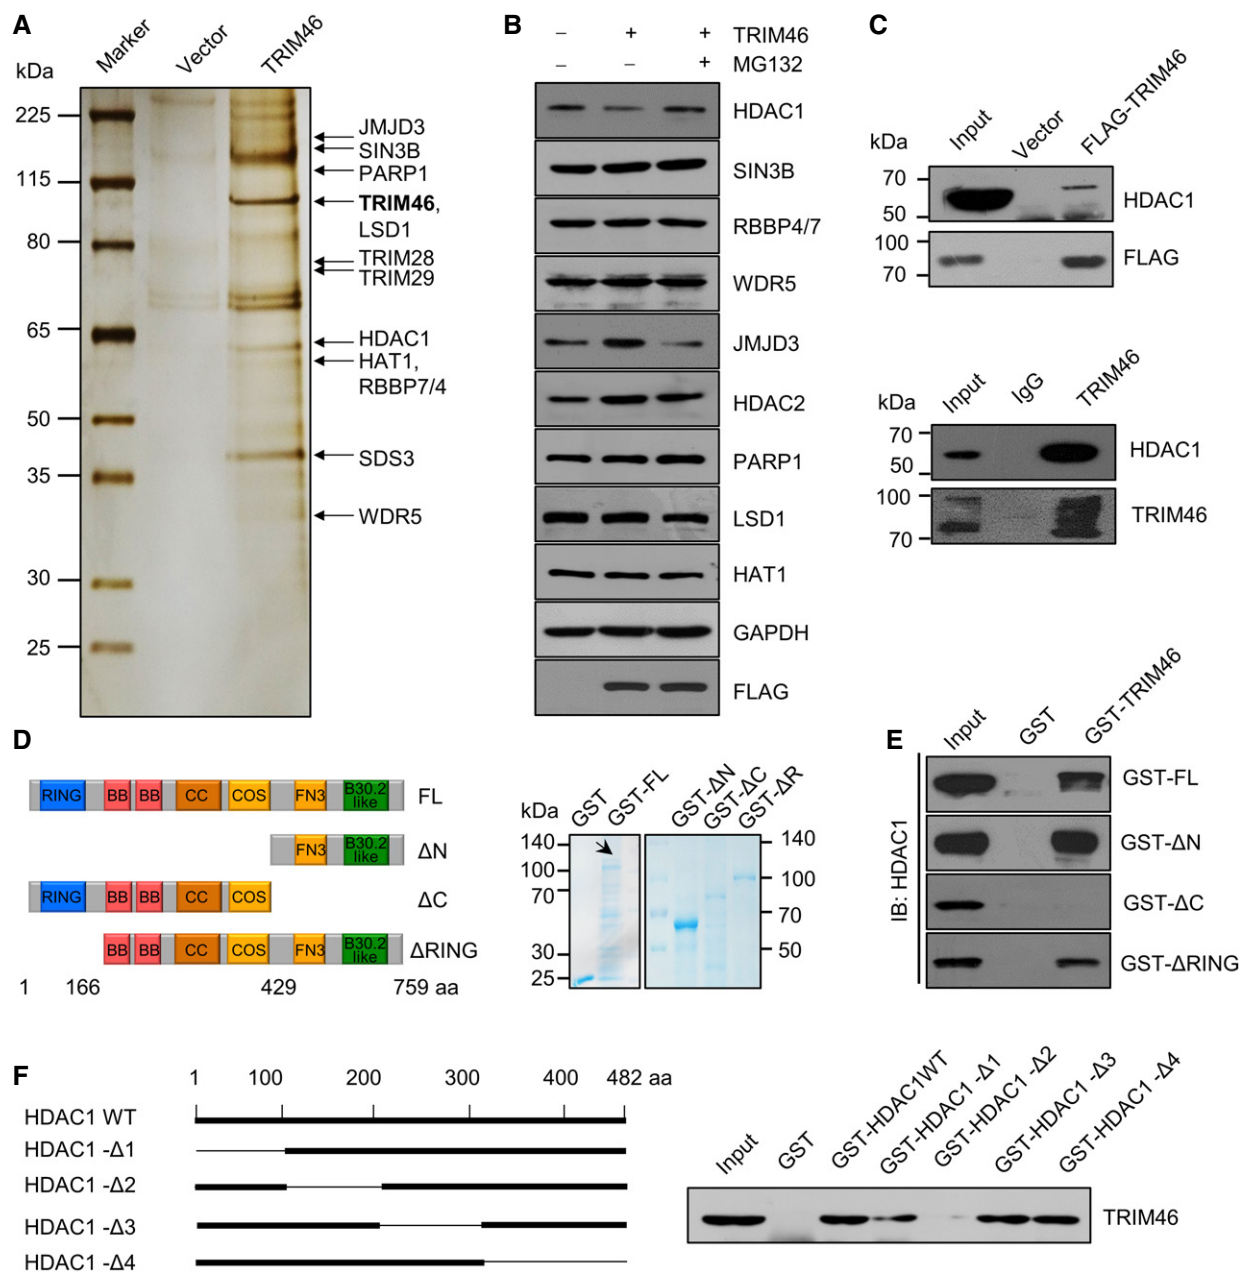 A
Marker
Vector
TRIM46
kDa
225
115
80
65
50
35
30
25
JMJD3
SIN3B
PARP1
TRIM46,
LSD1
TRIM28
TRIM29
HDAC1
HAT1,
RBBP7/4
SDS3
WDR5
B
– + + TRIM46
– – + MG132
HDAC1
SIN3B
RBBP4/7
WDR5
JMJD3
HDAC2
PARP1
LSD1
HAT1
GAPDH
FLAG
C
Input
Vector
FLAG-TRIM46
kDa
70
50
HDAC1
100
70
FLAG
Input
IgG
TRIM46
kDa
70
50
HDAC1
100
70
TRIM46
D
RING BB BB CC COS FN3 B30.2 like FL
FN3 B30.2 like ΔN
RING BB BB CC COS ΔC
BB BB CC COS FN3 B30.2 like ΔRING
1 166 429 759 aa
kDa
GST
GST-FL
GST-ΔN
GST-ΔC
GST-ΔR
140
100
70
30
25
140
100
70
50
E
Input
GST
GST-TRIM46
IB: HDAC1
GST-FL
GST-ΔN
GST-ΔC
GST-ΔRING
F
1 100 200 300 400 482 aa
HDAC1 WT
HDAC1 -Δ1
HDAC1 -Δ2
HDAC1 -Δ3
HDAC1 -Δ4
Input
GST
GST-HDAC1WT
GST-HDAC1 -Δ1
GST-HDAC1 -Δ2
GST-HDAC1 -Δ3
GST-HDAC1 -Δ4
TRIM46